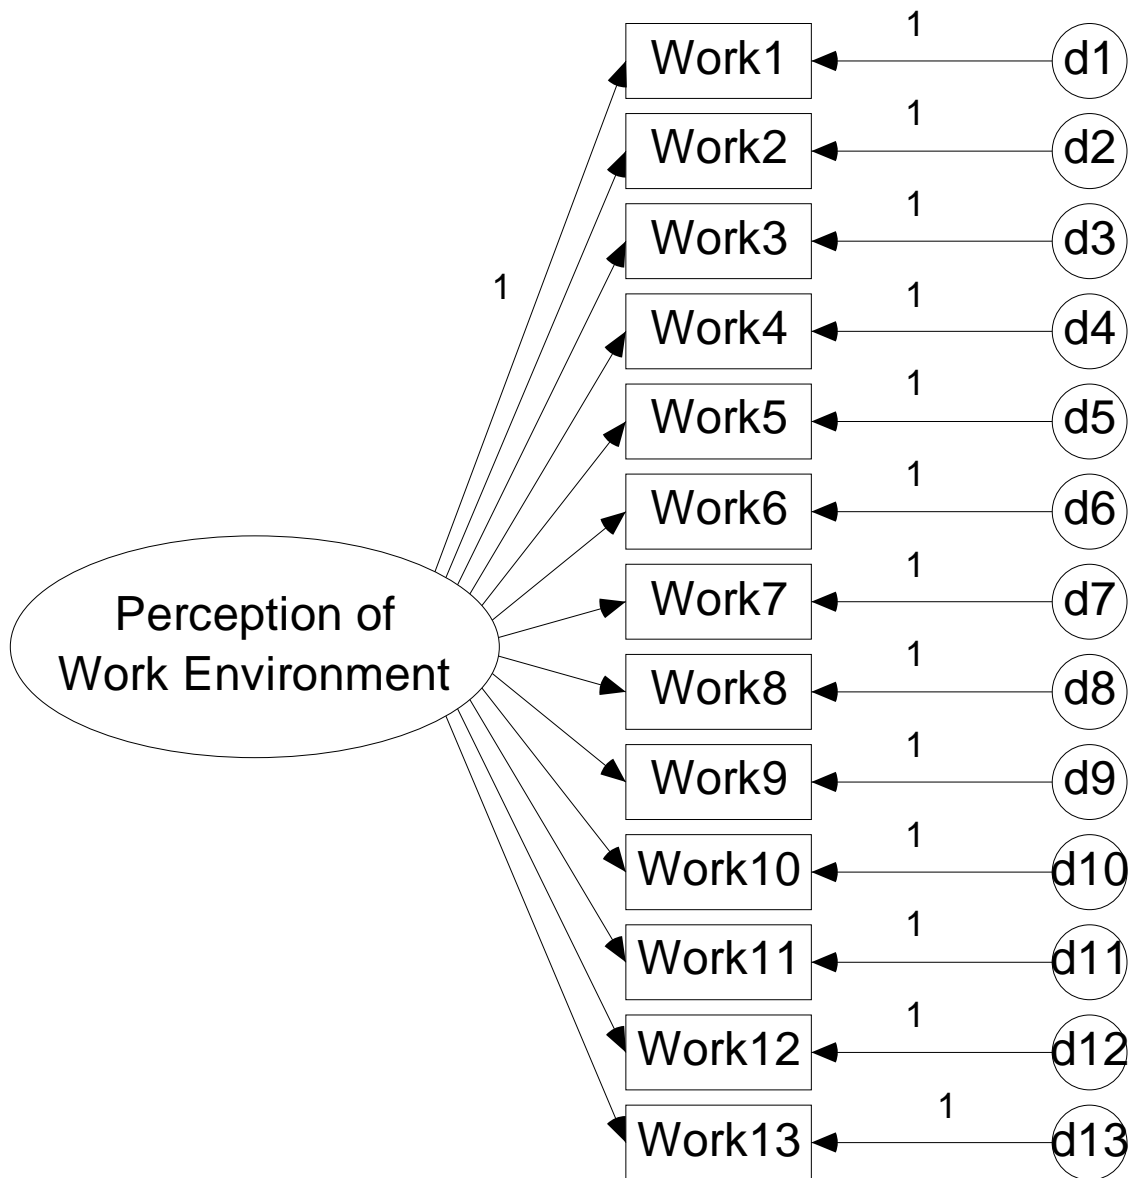 1
Work1
d1
1
Work2
d2
1
Work3
d3
1
1
Work4
d4
1
Work5
d5
1
Work6
d6
1
Work7
d7
Perception of
Work Environment
1
Work8
d8
1
Work9
d9
1
Work10
d10
1
Work11
d11
1
Work12
d12
1
Work13
d13